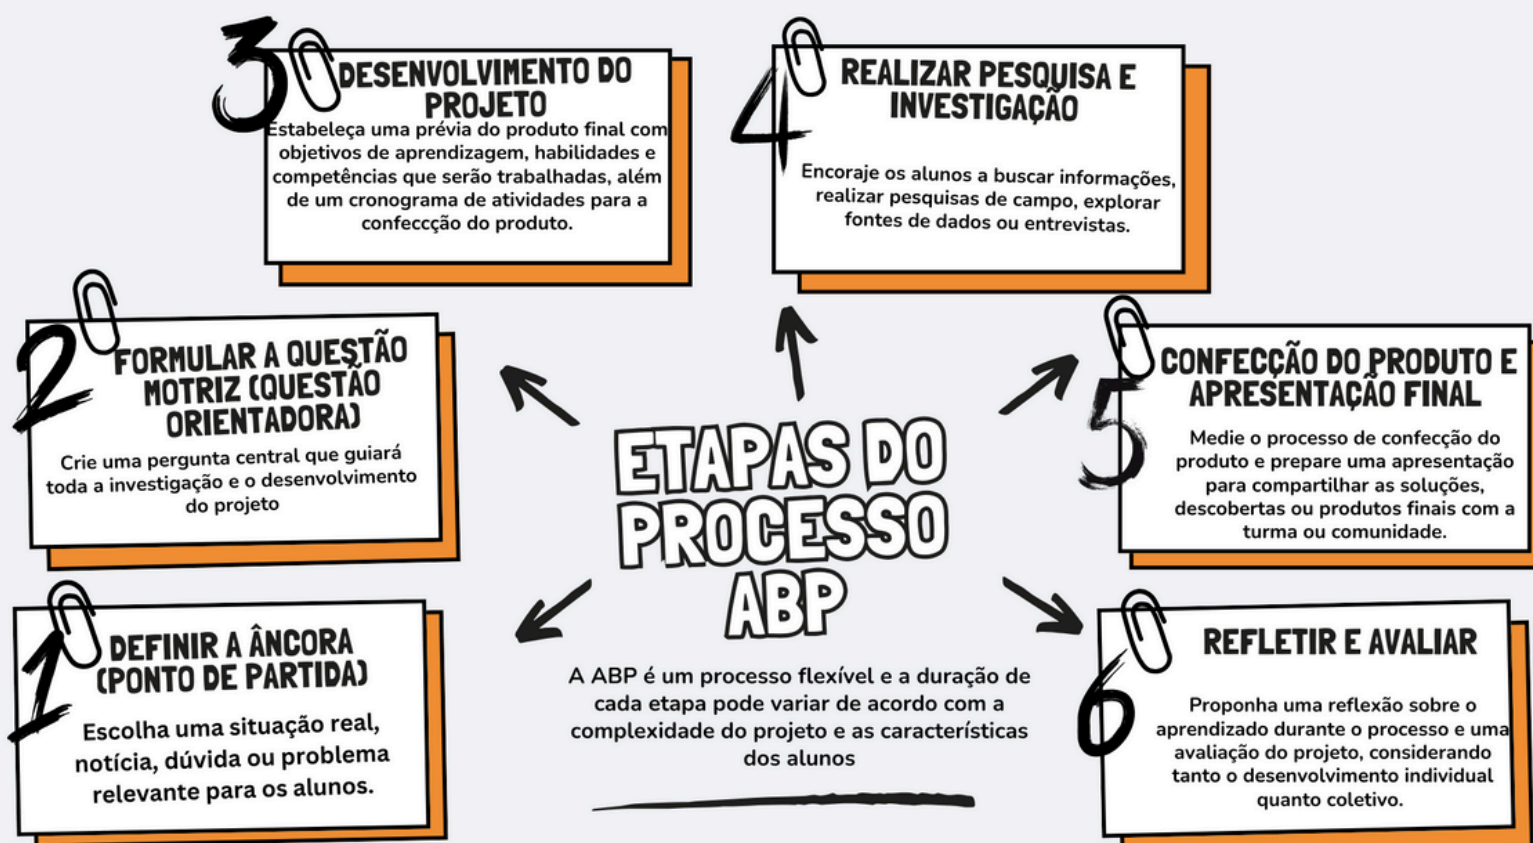 3
DESENVOLVIMENTO DO
PROJETO
Estabeleça uma prévia do produto final com
objetivos de aprendizagem, habilidades e
competências que serão trabalhadas, além
de um cronograma de atividades para a
confeccção do produto.
4
REALIZAR PESQUISA E
INVESTIGAÇÃO
Encoraje os alunos a buscar informações,
realizar pesquisas de campo, explorar
fontes de dados ou entrevistas.
2
FORMULAR A QUESTÃO
MOTRIZ (QUESTÃO
ORIENTADORA)
Crie uma pergunta central que guiará
toda a investigação e o desenvolvimento
do projeto
5
CONFECÇÃO DO PRODUTO E
APRESENTAÇÃO FINAL
Medie o processo de confecção do
produto e prepare uma apresentação
para compartilhar as soluções,
descobertas ou produtos finais com a
turma ou comunidade.
ETAPAS DO
PROCESSO
ABP
A ABP é um processo flexível e a duração de
cada etapa pode variar de acordo com a
complexidade do projeto e as características
dos alunos
1
DEFINIR A ÂNCORA
(PONTO DE PARTIDA)
Escolha uma situação real,
notícia, dúvida ou problema
relevante para os alunos.
6
REFLETIR E AVALIAR
Proponha uma reflexão sobre o
aprendizado durante o processo e uma
avaliação do projeto, considerando
tanto o desenvolvimento individual
quanto coletivo.